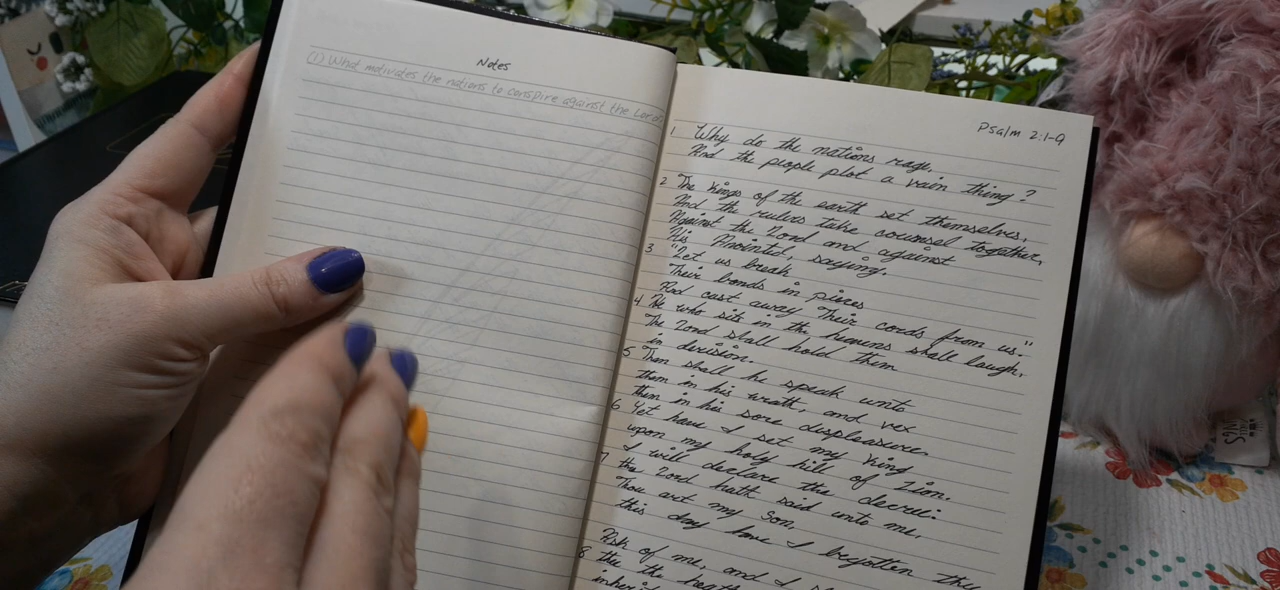 Notes
(1) What motivates the nations to conspire against the Lord
Psalm 2:1-9
1 Why do the nations rage,
And the people plot a vain thing?
2 The kings of the earth set themselves,
And the rulers take counsel together,
Against the Lord and against
His Anointed, saying,
3 "Let us break
Their bonds in pieces
And cast away Their cords from us."
4 He who sits in the heavens shall laugh,
The Lord shall hold them
in derision.
5 Then shall he speak unto
them in his wrath, and vex
them in his sore displeasure.
6 Yet have I set my King
upon my holy hill of Zion.
7 I will declare the decree:
the Lord hath said unto me,
Thou art my Son,
this day have I begotten thee
Ask of me, and I
8 thee the